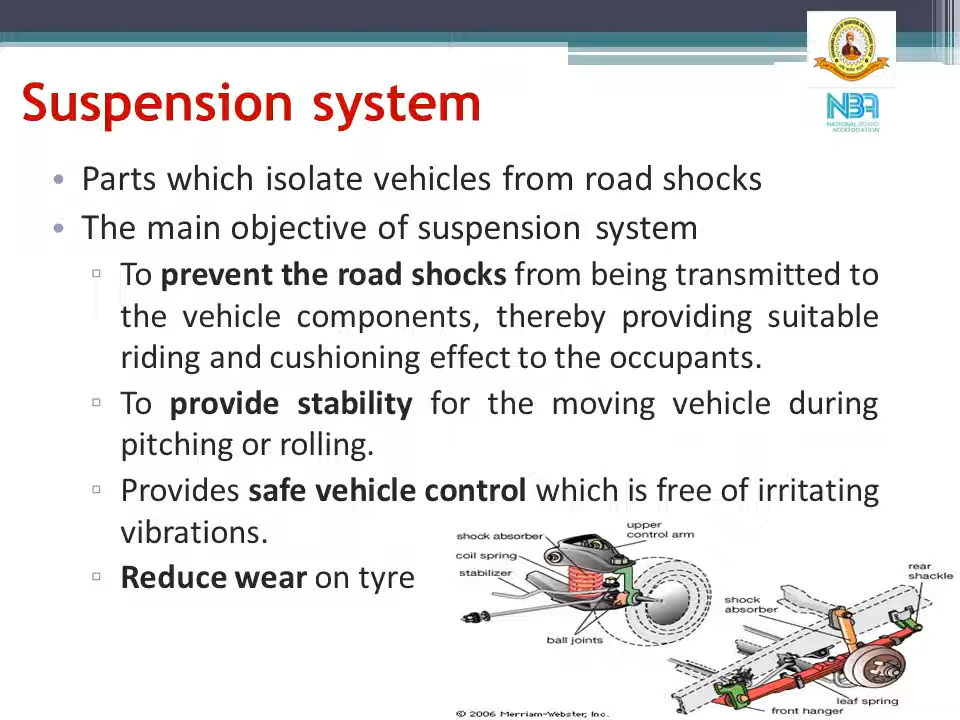 NBA
NATIONAL BOARD
ACCREDITATION
Suspension system
• Parts which isolate vehicles from road shocks
• The main objective of suspension system
▫ To prevent the road shocks from being transmitted to
the vehicle components, thereby providing suitable
riding and cushioning effect to the occupants.
▫ To provide stability for the moving vehicle during
pitching or rolling.
▫ Provides safe vehicle control which is free of irritating
vibrations.
▫ Reduce wear on tyre
upper
control arm
shock absorber
coil spring
stabilizer
ball joints
rear
shackle
shock
absorber
leaf spring
front hanger
© 2006 Merriam-Webster, Inc.